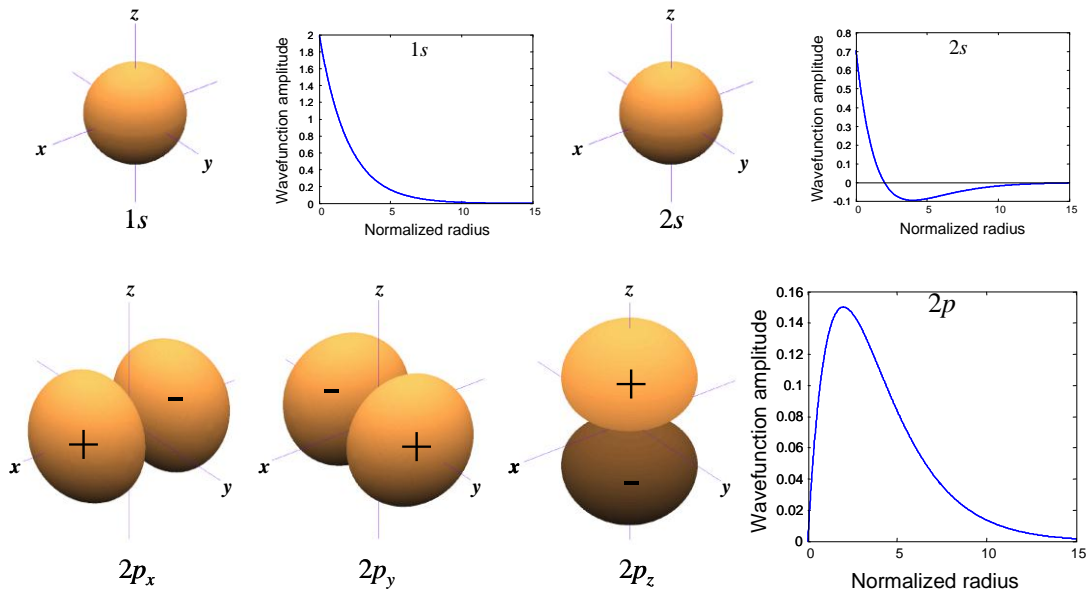 z
x
y
1s
Wavefunction amplitude
2
1.8
1.6
1.4
1.2
1
0.8
0.6
0.4
0.2
0
1s
0 5 10 15
Normalized radius
z
x
y
2s
Wavefunction amplitude
0.8
0.7
0.6
0.5
0.4
0.3
0.2
0.1
0
-0.1
2s
0 5 10 15
Normalized radius
z
+
-
x
y
2px
z
-
+
x
y
2py
z
+
-
x
y
2pz
Wavefunction amplitude
0.16
0.14
0.12
0.1
0.08
0.06
0.04
0.02
0
2p
0 5 10 15
Normalized radius